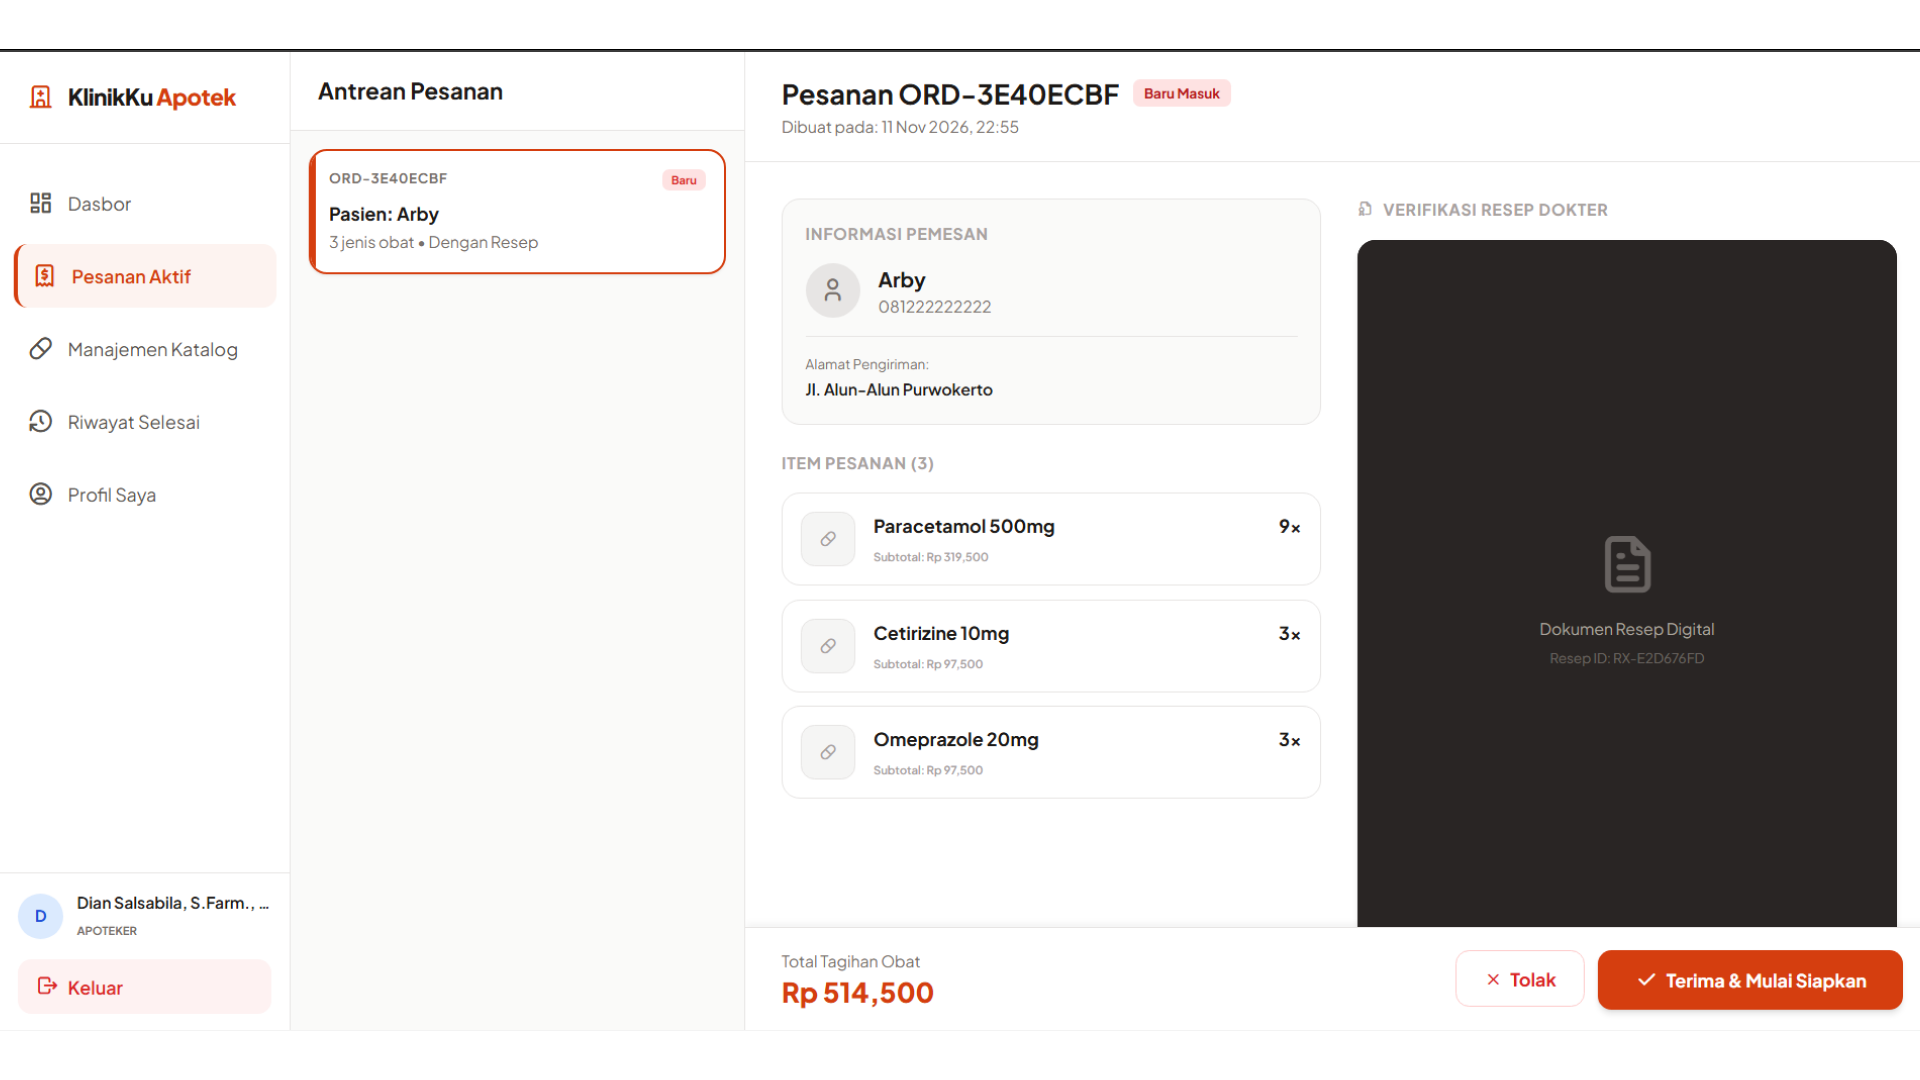 KlinikKu Apotek
Dasbor
Pesanan Aktif
Manajemen Katalog
Riwayat Selesai
Profil Saya
D
Dian Salsabila, S.Farm., ...
APOTEKER
Keluar
Antrean Pesanan
ORD-3E40ECBF
Baru
Pasien: Arby
3 jenis obat • Dengan Resep
Pesanan ORD-3E40ECBF
Baru Masuk
Dibuat pada: 11 Nov 2026, 22:55
INFORMASI PEMESAN
Arby
081222222222
Alamat Pengiriman:
Jl. Alun-Alun Purwokerto
ITEM PESANAN (3)
Paracetamol 500mg
9×
Subtotal: Rp 319,500
Cetirizine 10mg
3×
Subtotal: Rp 97,500
Omeprazole 20mg
3×
Subtotal: Rp 97,500
VERIFIKASI RESEP DOKTER
Dokumen Resep Digital
Resep ID: RX-E2D676FD
Total Tagihan Obat
Rp 514,500
Tolak
Terima & Mulai Siapkan